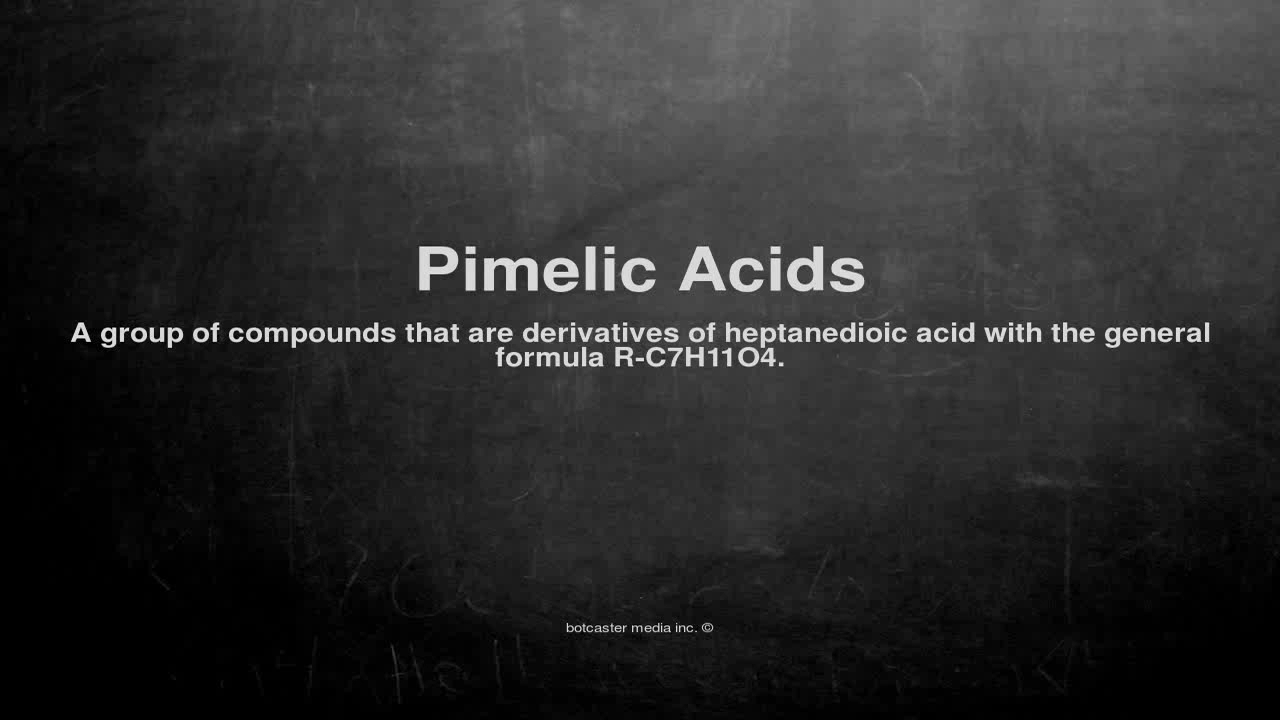 Pimelic Acids
A group of compounds that are derivatives of heptanedioic acid with the general
formula R-C7H11O4.
botcaster media inc. ©